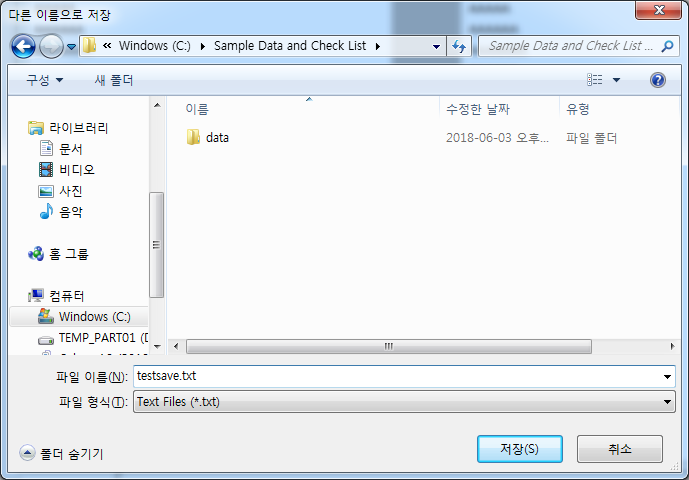 다른 이름으로 저장
« Windows (C:) ▸ Sample Data and Check List ▸
Sample Data and Check List ...
구성 새 폴더
이름 수정한 날짜 유형
data 2018-06-03 오후... 파일 폴더
라이브러리
문서
비디오
사진
음악
홈 그룹
컴퓨터
Windows (C:)
TEMP_PART01 (D
파일 이름(N): testsave.txt
파일 형식(T): Text Files (*.txt)
폴더 숨기기 저장(S) 취소